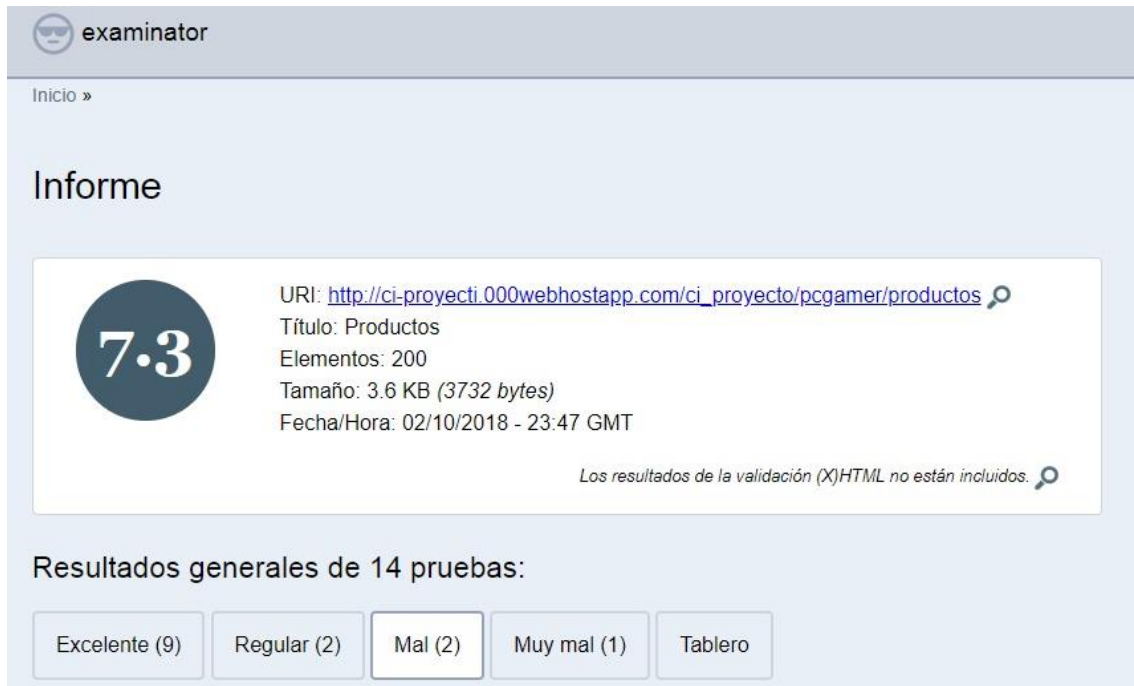 examinator
Inicio »
Informe
7.3
URI: http://ci-proyecti.000webhostapp.com/ci_proyecto/pcgamer/productos
Título: Productos
Elementos: 200
Tamaño: 3.6 KB (3732 bytes)
Fecha/Hora: 02/10/2018 - 23:47 GMT
Los resultados de la validación (X)HTML no están incluidos.
Resultados generales de 14 pruebas:
Excelente (9) Regular (2) Mal (2) Muy mal (1) Tablero